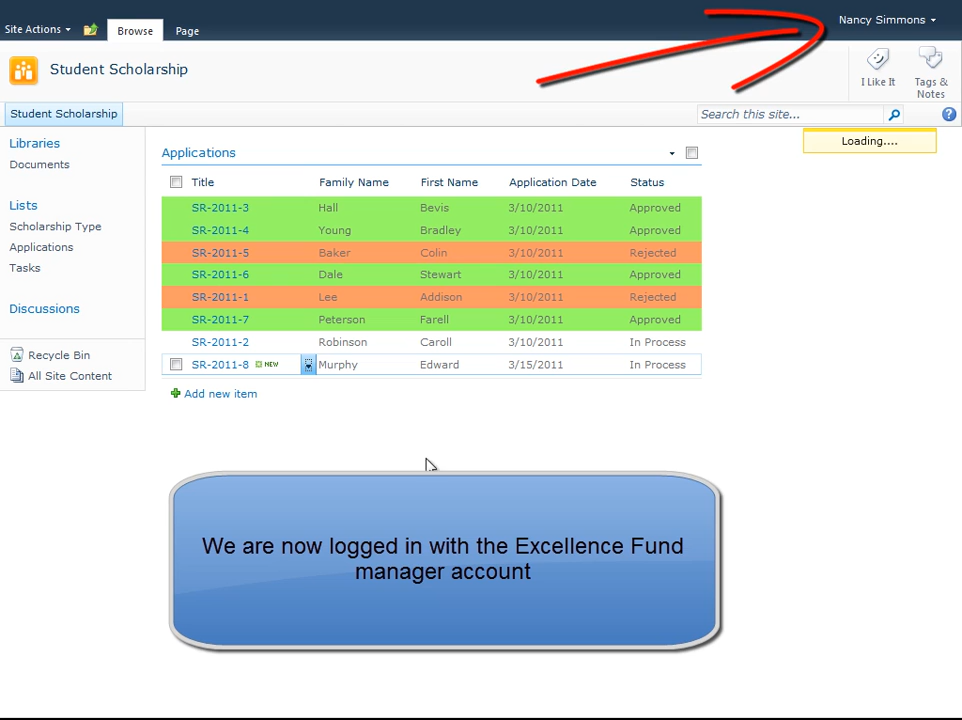 Site Actions Browse Page Nancy Simmons
Student Scholarship I Like It Tags &
Notes
Student Scholarship Search this site...
Loading....
Libraries
Documents
Lists
Scholarship Type
Applications
Tasks
Discussions
Recycle Bin
All Site Content
Applications
Title Family Name First Name Application Date Status
SR-2011-3 Hall Bevis 3/10/2011 Approved
SR-2011-4 Young Bradley 3/10/2011 Approved
SR-2011-5 Baker Colin 3/10/2011 Rejected
SR-2011-6 Dale Stewart 3/10/2011 Approved
SR-2011-1 Lee Addison 3/10/2011 Rejected
SR-2011-7 Peterson Farell 3/10/2011 Approved
SR-2011-2 Robinson Caroll 3/10/2011 In Process
SR-2011-8 NEW Murphy Edward 3/15/2011 In Process
Add new item
We are now logged in with the Excellence Fund
manager account